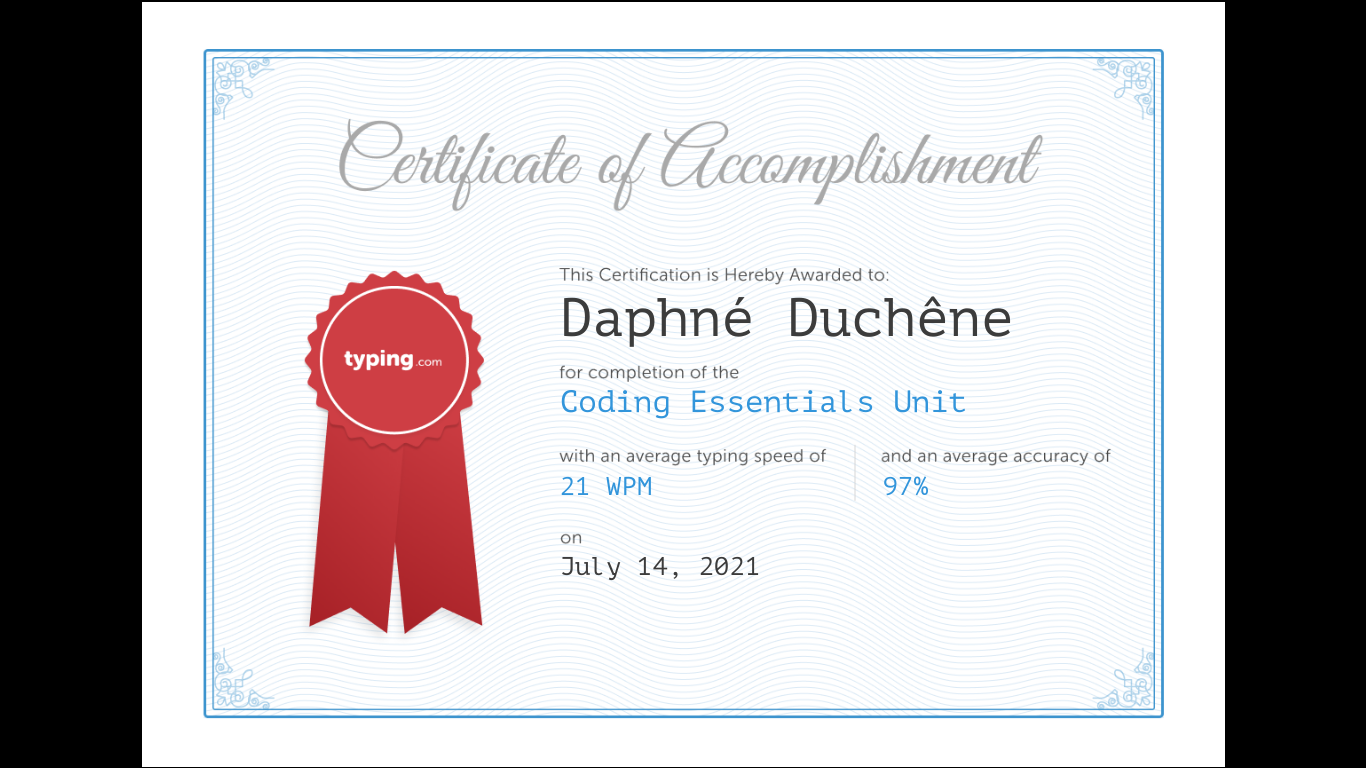 Certificate of Accomplishment
This Certification is Hereby Awarded to:
Daphné Duchêne
typing.com
for completion of the
Coding Essentials Unit
with an average typing speed of
21 WPM
and an average accuracy of
97%
on
July 14, 2021